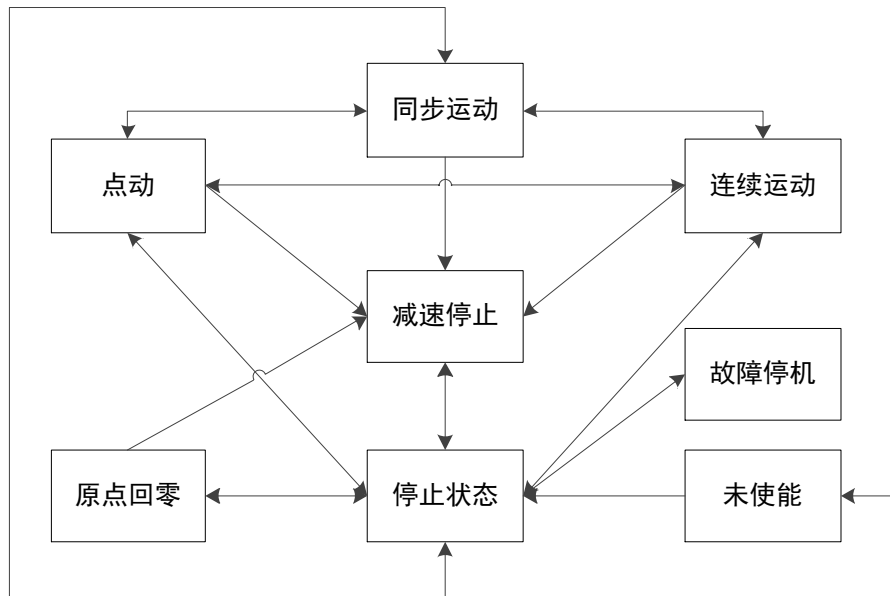 同步运动
点动
连续运动
减速停止
故障停机
原点回零
停止状态
未使能